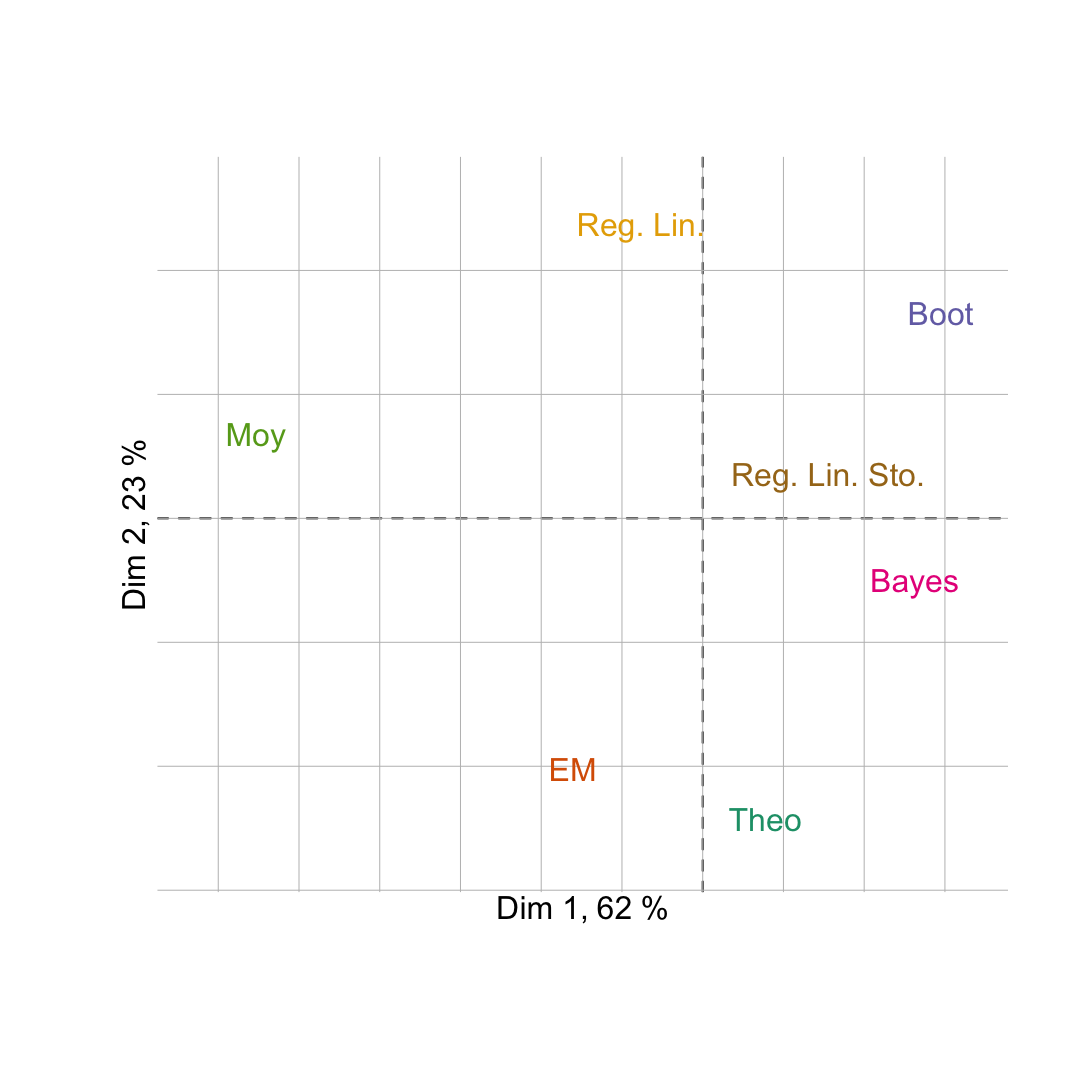 Reg. Lin.
Boot
Moy
Reg. Lin. Sto.
Dim 2, 23 %
Bayes
EM
Theo
Dim 1, 62 %